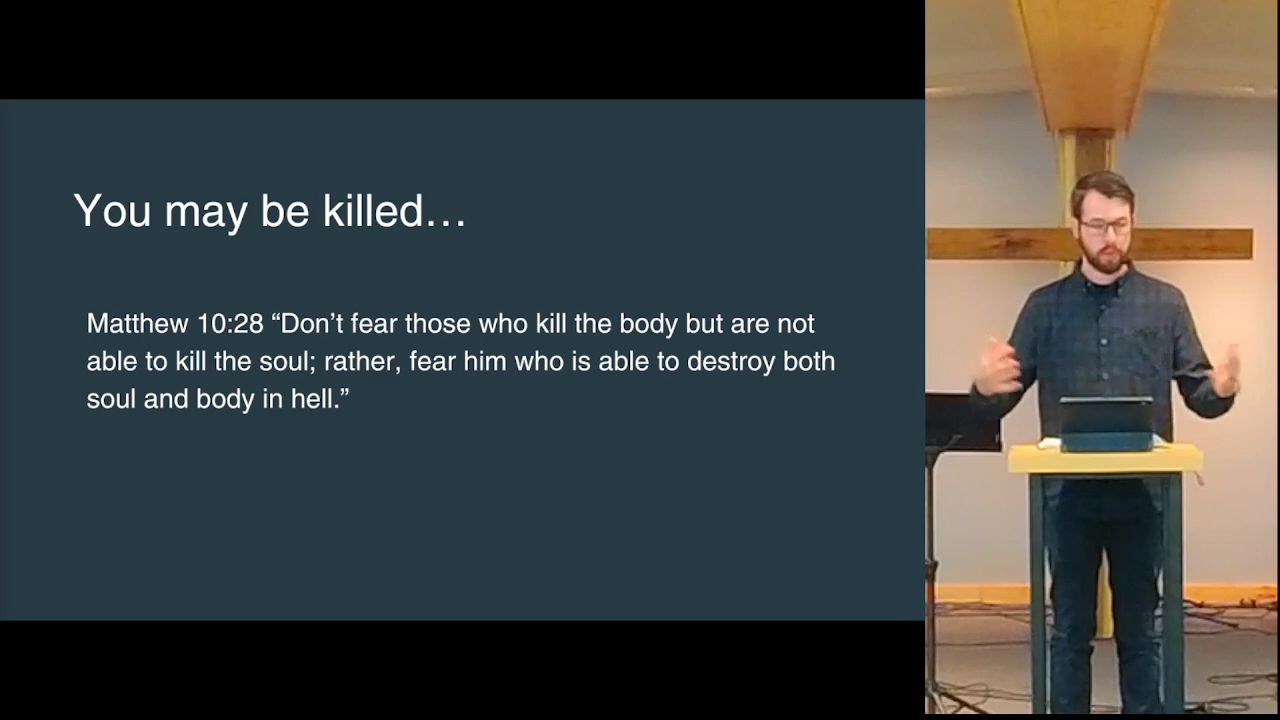 You may be killed…
Matthew 10:28 “Don’t fear those who kill the body but are not
able to kill the soul; rather, fear him who is able to destroy both
soul and body in hell.”